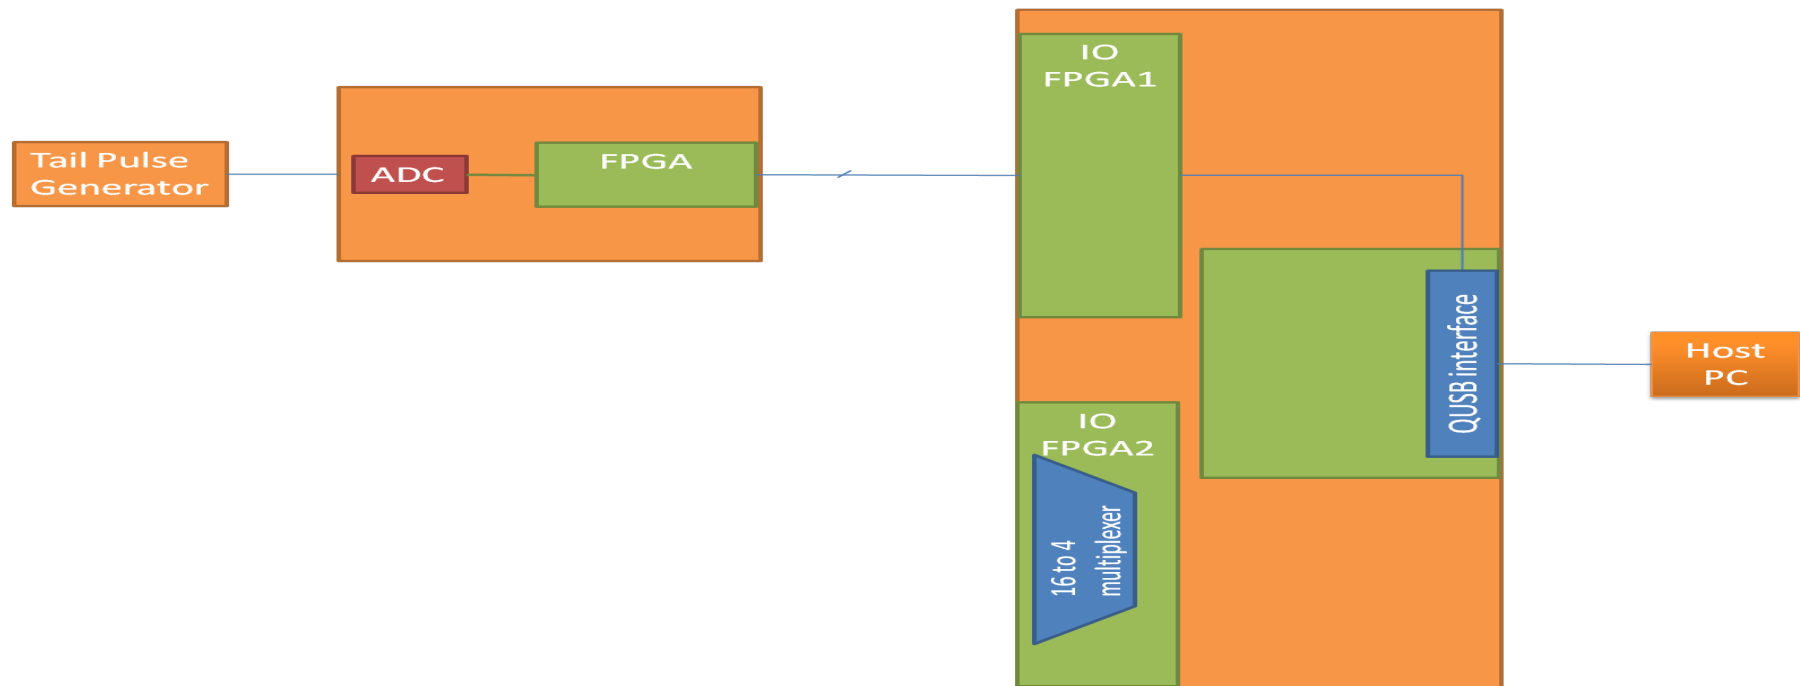 Tail Pulse
Generator
ADC
FPGA
IO
FPGA1
QUSB interface
Host
PC
IO
FPGA2
16 to 4
multiplexer